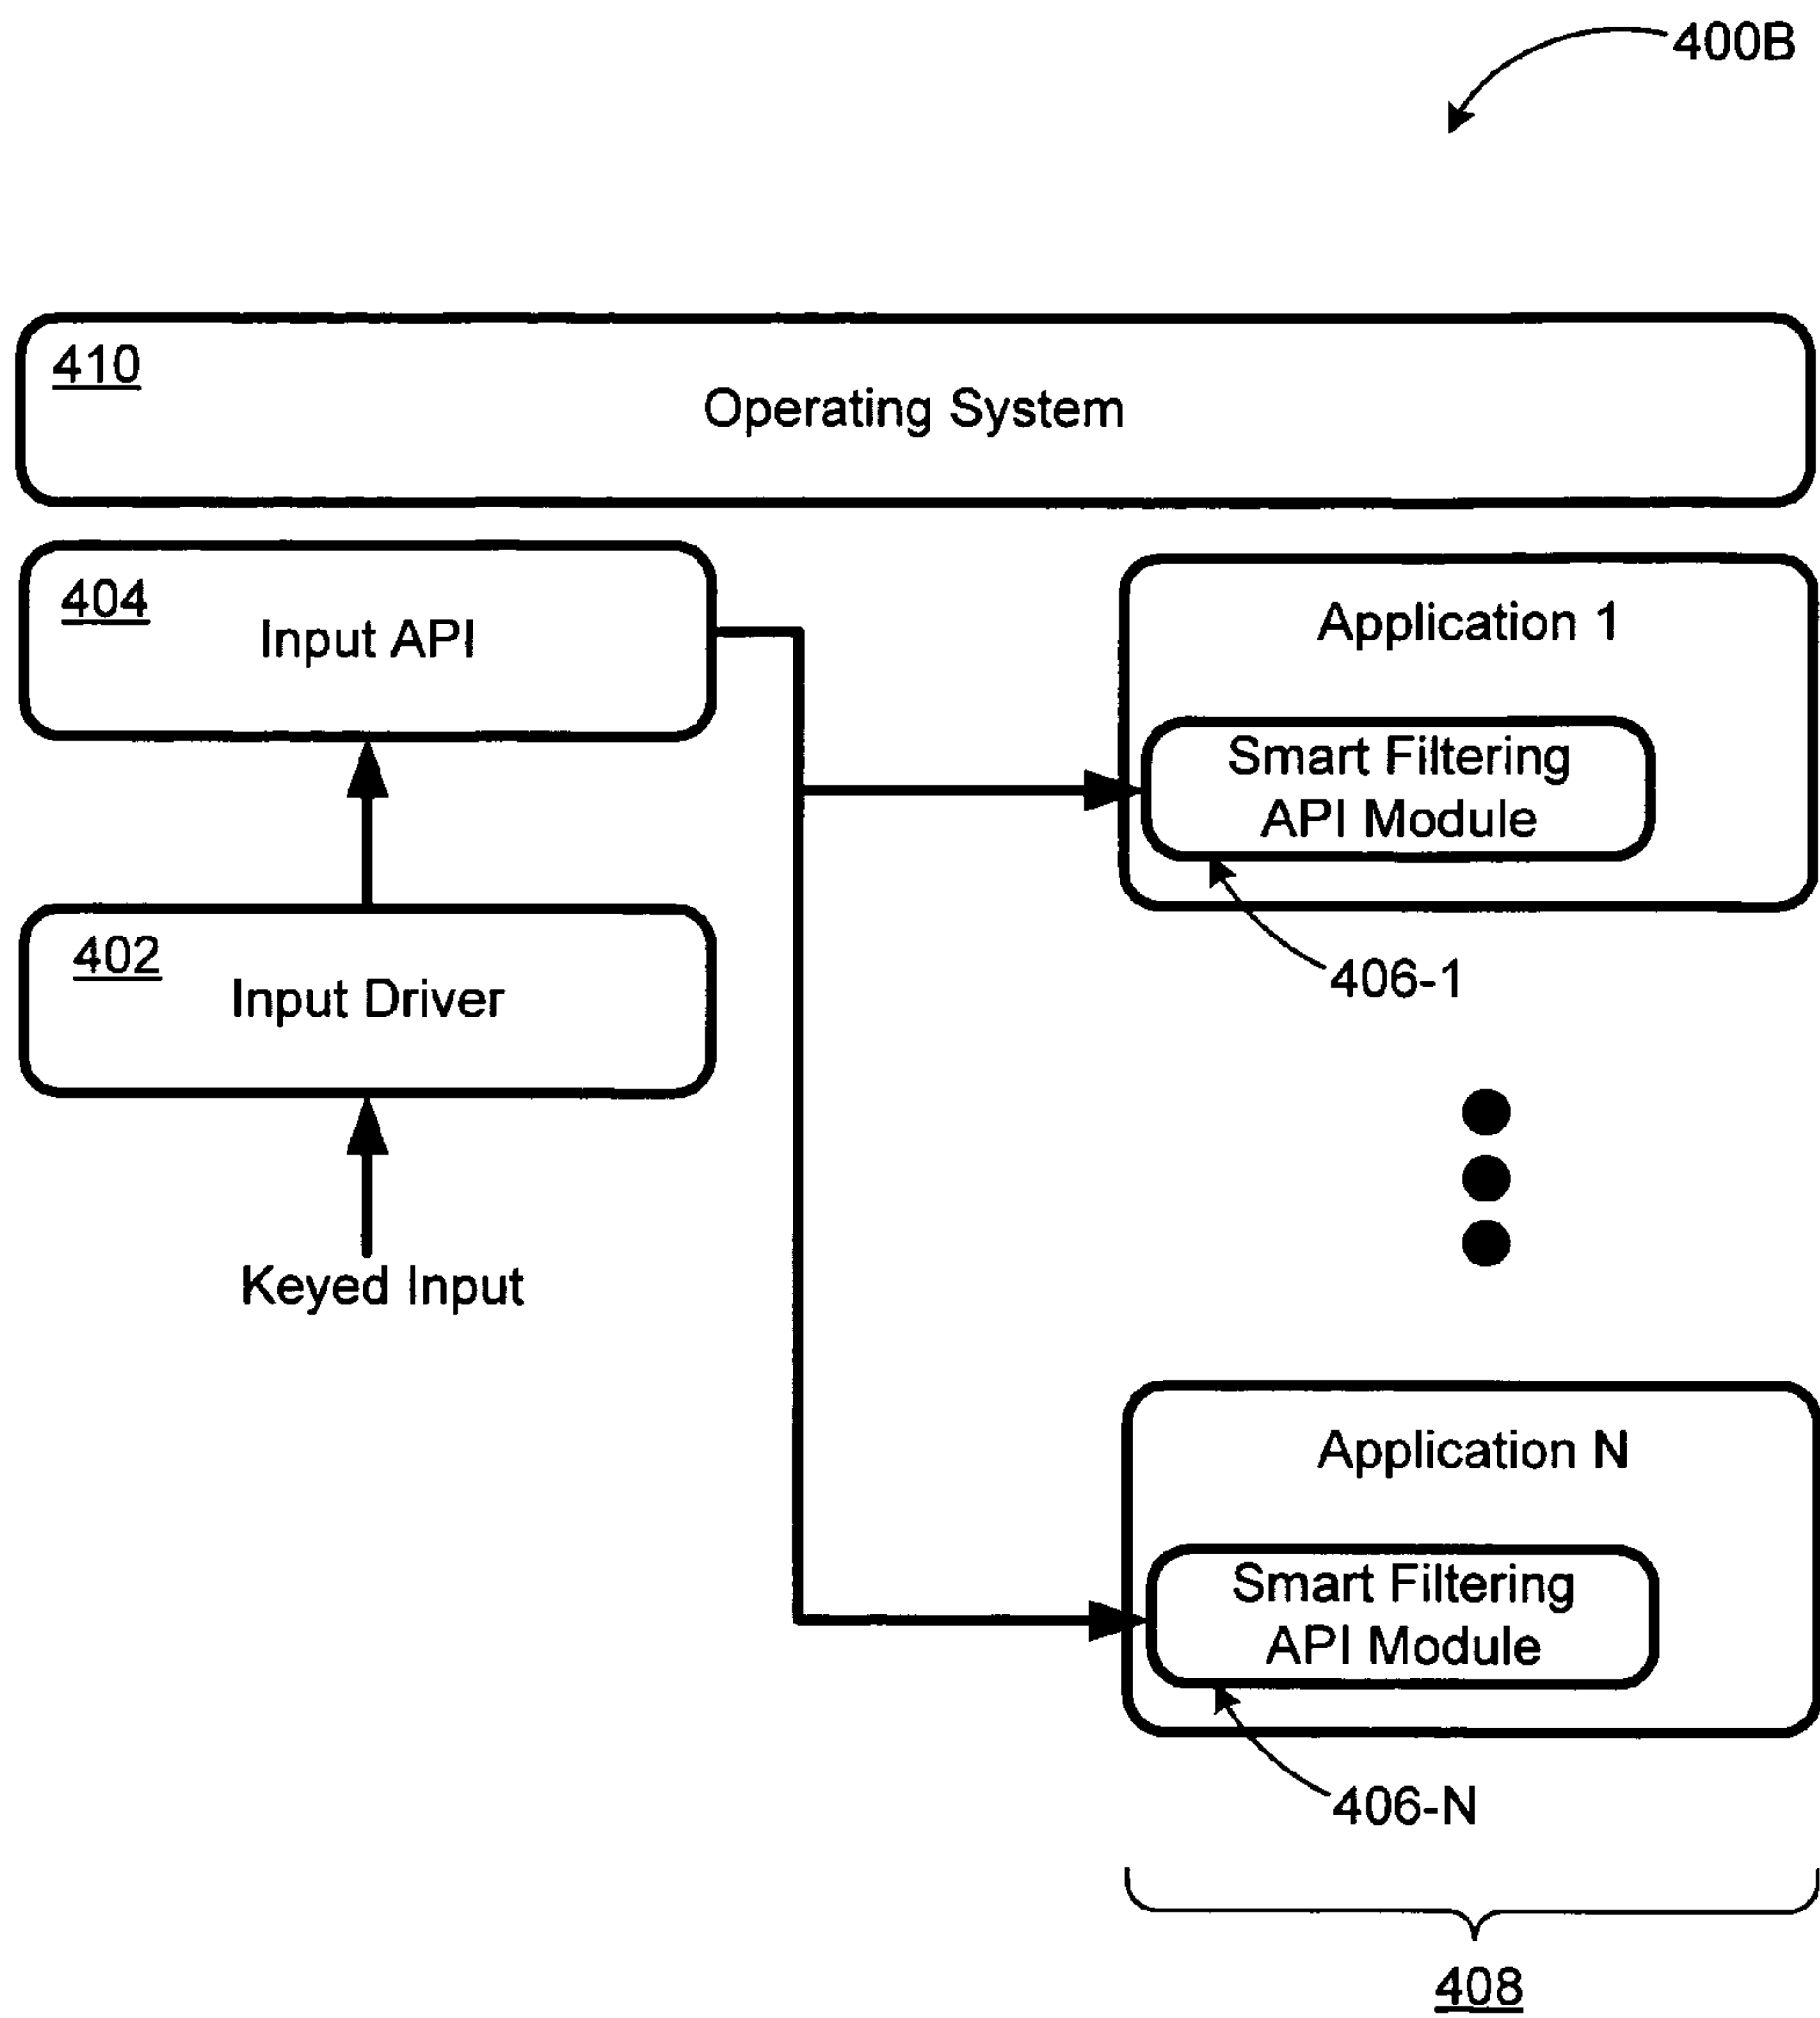 400B
410
Operating System
404
Input API
Application 1
Smart Filtering
API Module
406-1
402
Input Driver
Keyed Input
Application N
Smart Filtering
API Module
406-N
408